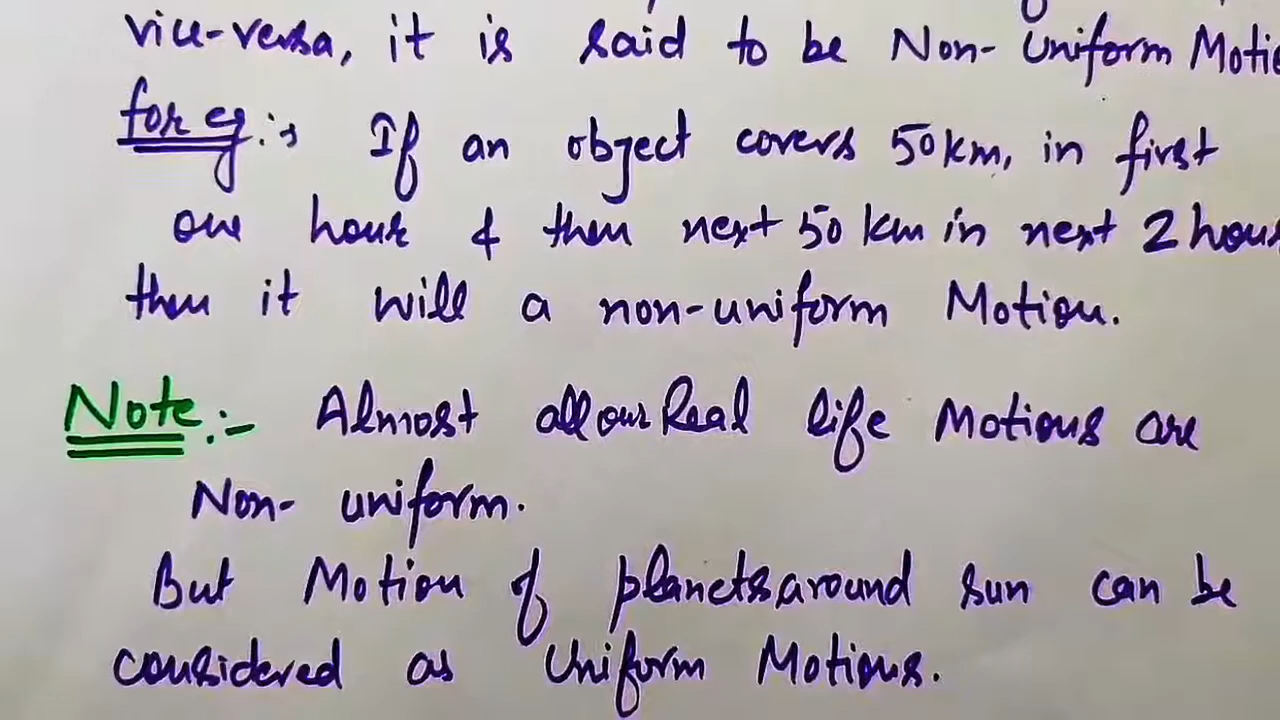 vice-versa, it is said to be Non-Uniform Motio
for eg:→ If an object covers 50km, in first
one hour & then next 50 km in next 2 hour
then it will a non-uniform Motion.
Note:- Almost all our Real life Motions are
Non-uniform.
But Motion of planets around sun can be
considered as Uniform Motions.